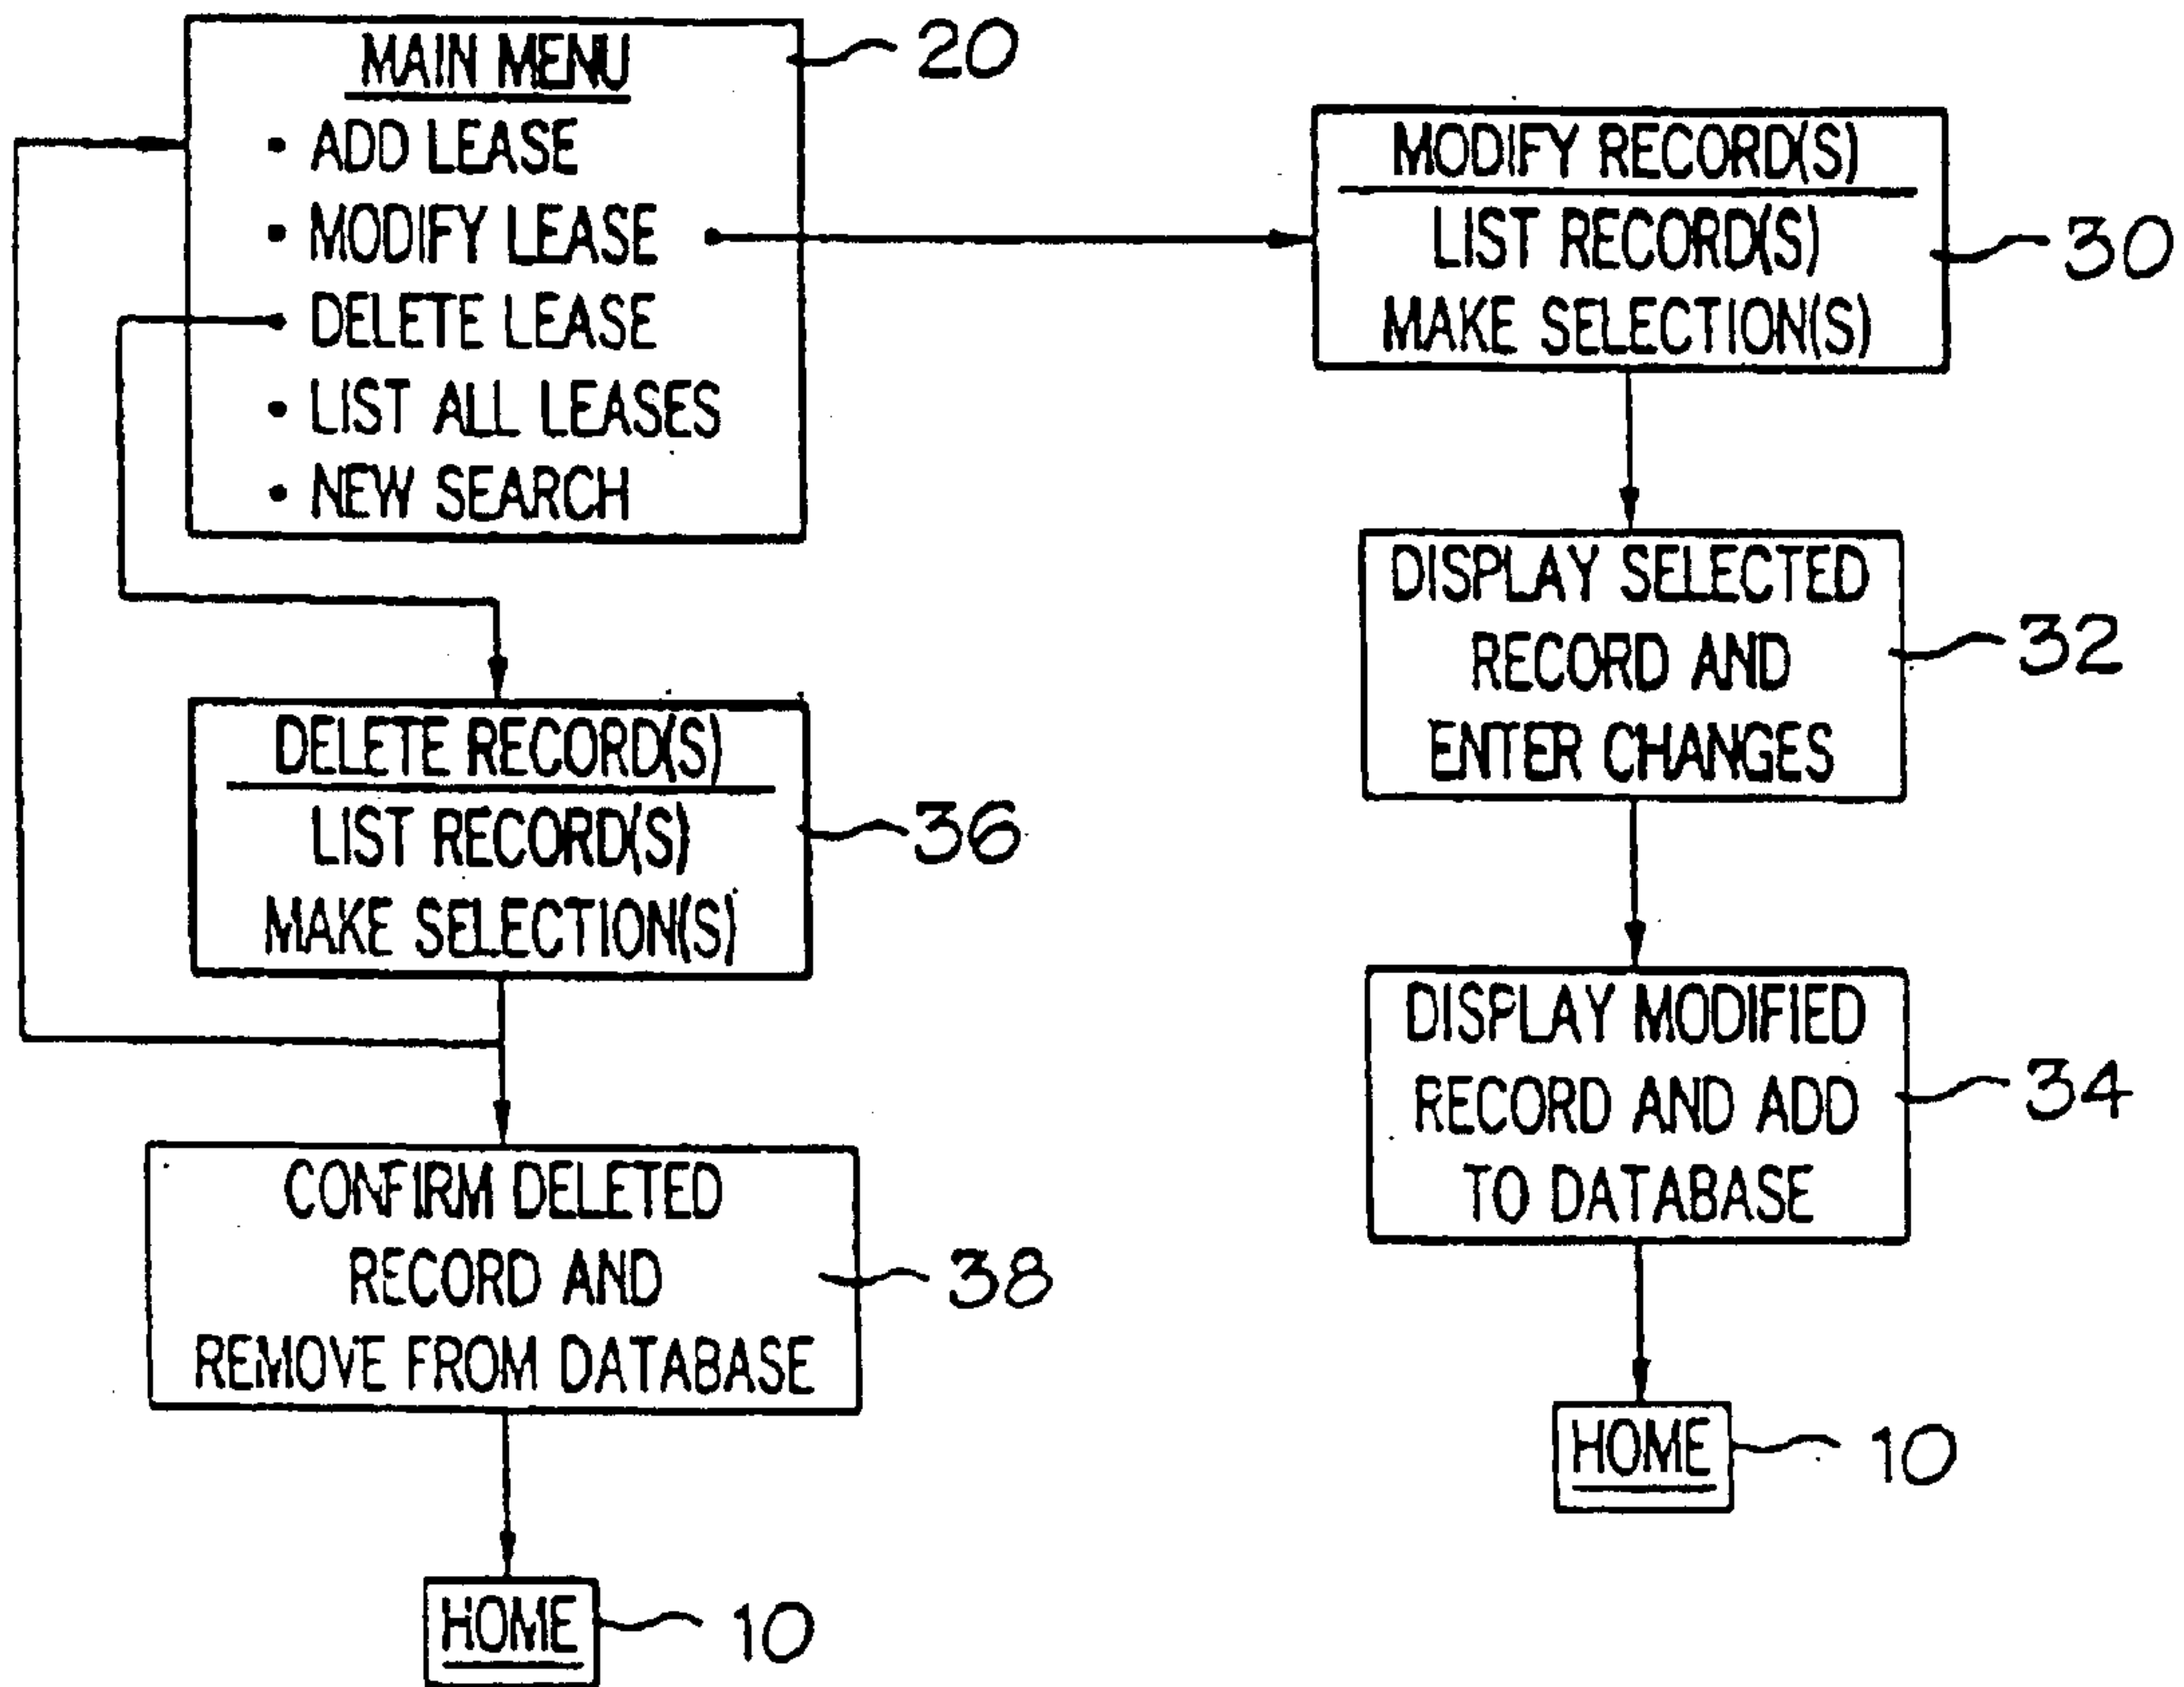 MAIN MENU
20
• ADD LEASE
• MODIFY LEASE
• DELETE LEASE
• LIST ALL LEASES
• NEW SEARCH
MODIFY RECORD(S)
LIST RECORD(S)
MAKE SELECTION(S)
30
DISPLAY SELECTED
RECORD AND
ENTER CHANGES
32
DELETE RECORD(S)
LIST RECORD(S)
MAKE SELECTION(S)
36
DISPLAY MODIFIED
RECORD AND ADD
TO DATABASE
34
CONFIRM DELETED
RECORD AND
REMOVE FROM DATABASE
38
HOME
10
HOME
10